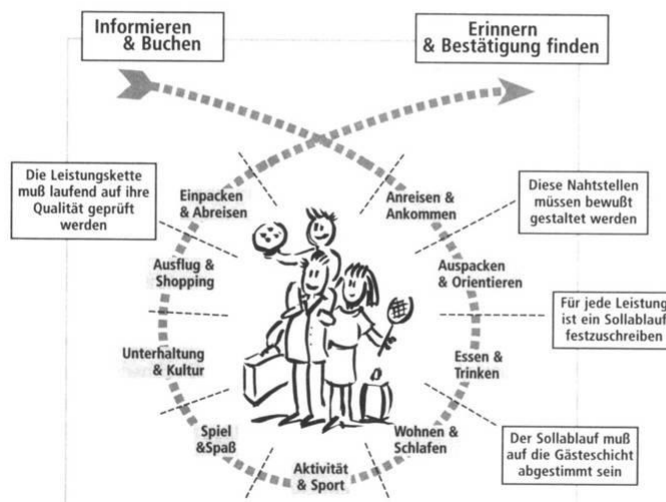 Informieren
& Buchen
Erinnern
& Bestätigung finden
Die Leistungskette
muß laufend auf ihre
Qualität geprüft
werden
Einpacken
& Abreisen
Anreisen &
Ankommen
Diese Nahtstellen
müssen bewußt
gestaltet werden
Ausflug &
Shopping
Auspacken
& Orientieren
Für jede Leistung
ist ein Sollablauf
festzuschreiben
Unterhaltung
& Kultur
Essen &
Trinken
Spiel
&Spaß
Wohnen &
Schlafen
Der Sollablauf muß
auf die Gästeschicht
abgestimmt sein
Aktivität
& Sport